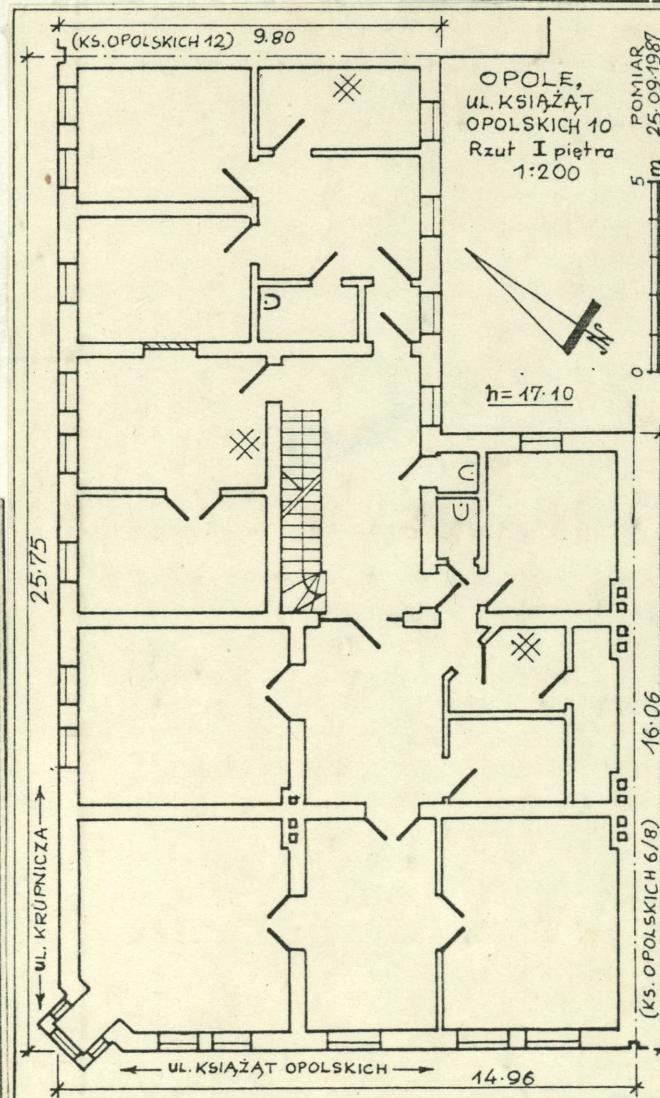 (KS. OPOLSKICH 12) 9.80
OPOLE,
UL. KSIĄŻĄT
OPOLSKICH 10
Rzut I piętra
1:200
POMIAR
25.09.1987
5 m
0
N
h = 17.10
25.75
16.06
UL. KRUPNICZA
(KS. OPOLSKICH 6/8)
UL. KSIĄŻĄT OPOLSKICH
14.96